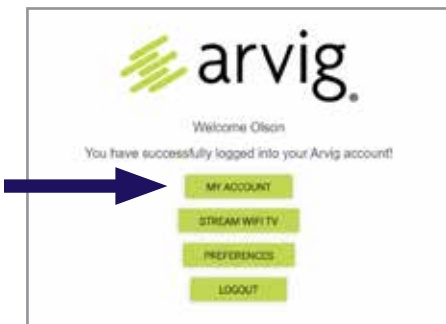 arvig®
Welcome Olson
You have successfully logged into your Arvig account!
MY ACCOUNT
STREAM WIFI TV
PREFERENCES
LOGOUT